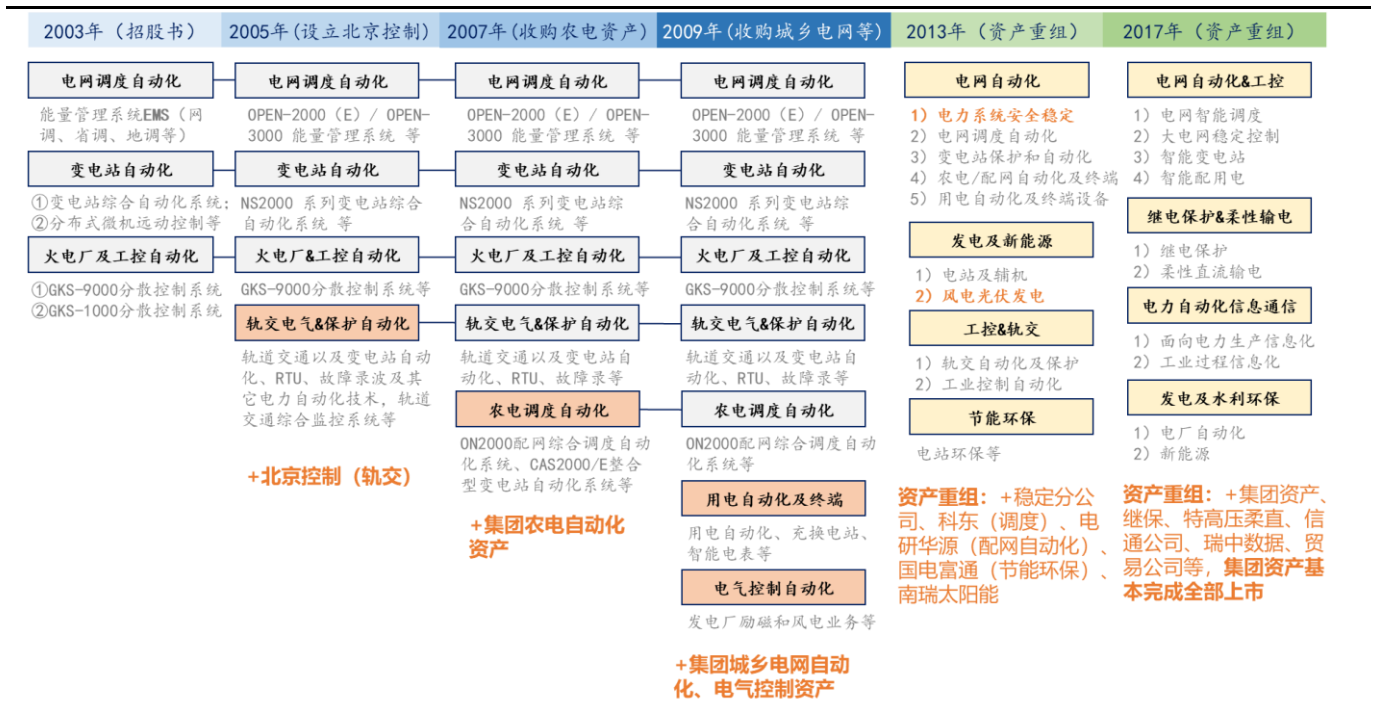 2003年（招股书）
2005年(设立北京控制)
2007年(收购农电资产)
2009年(收购城乡电网等)
2013年（资产重组）
2017年（资产重组）
电网调度自动化
能量管理系统EMS（网
调、省调、地调等）
变电站自动化
①变电站综合自动化系统;
②分布式微机远动控制等
火电厂及工控自动化
①GKS-9000分散控制系统
②GKS-1000分散控制系统
电网调度自动化
OPEN-2000（E）/ OPEN-
3000 能量管理系统 等
变电站自动化
NS2000 系列变电站综合
自动化系统 等
火电厂&工控自动化
GKS-9000分散控制系统等
轨交电气&保护自动化
轨道交通以及变电站自动
化、RTU、故障录波及其
它电力自动化技术，轨道
交通综合监控系统等
+北京控制（轨交）
电网调度自动化
OPEN-2000（E）/ OPEN-
3000 能量管理系统 等
变电站自动化
NS2000 系列变电站综
合自动化系统 等
火电厂及工控自动化
GKS-9000分散控制系统等
轨交电气&保护自动化
轨道交通以及变电站自
动化、RTU、故障录等
农电调度自动化
ON2000配网综合调度自动
化系统、CAS2000/E整合
型变电站自动化系统等
+集团农电自动化
资产
电网调度自动化
OPEN-2000（E）/ OPEN-
3000 能量管理系统 等
变电站自动化
NS2000 系列变电站综
合自动化系统 等
火电厂及工控自动化
GKS-9000分散控制系统等
轨交电气&保护自动化
轨道交通以及变电站自
动化、RTU、故障录等
农电调度自动化
ON2000配网综合调度自动
化系统等
用电自动化及终端
用电自动化、充换电站、
智能电表等
电气控制自动化
发电厂励磁和风电业务等
+集团城乡电网自动
化、电气控制资产
电网自动化
1）电力系统安全稳定
2）电网调度自动化
3）变电站保护和自动化
4）农电/配网自动化及终端
5）用电自动化及终端设备
发电及新能源
1）电站及辅机
2）风电光伏发电
工控&轨交
1）轨交自动化及保护
2）工业控制自动化
节能环保
电站环保等
资产重组：+稳定分公
司、科东（调度）、电
研华源（配网自动化）、
国电富通（节能环保）、
南瑞太阳能
电网自动化&工控
1）电网智能调度
2）大电网稳定控制
3）智能变电站
4）智能配用电
继电保护&柔性输电
1）继电保护
2）柔性直流输电
电力自动化信息通信
1）面向电力生产信息化
2）工业过程信息化
发电及水利环保
1）电厂自动化
2）新能源
资产重组：+集团资产、
继保、特高压柔直、信
通公司、瑞中数据、贸
易公司等，集团资产基
本完成全部上市